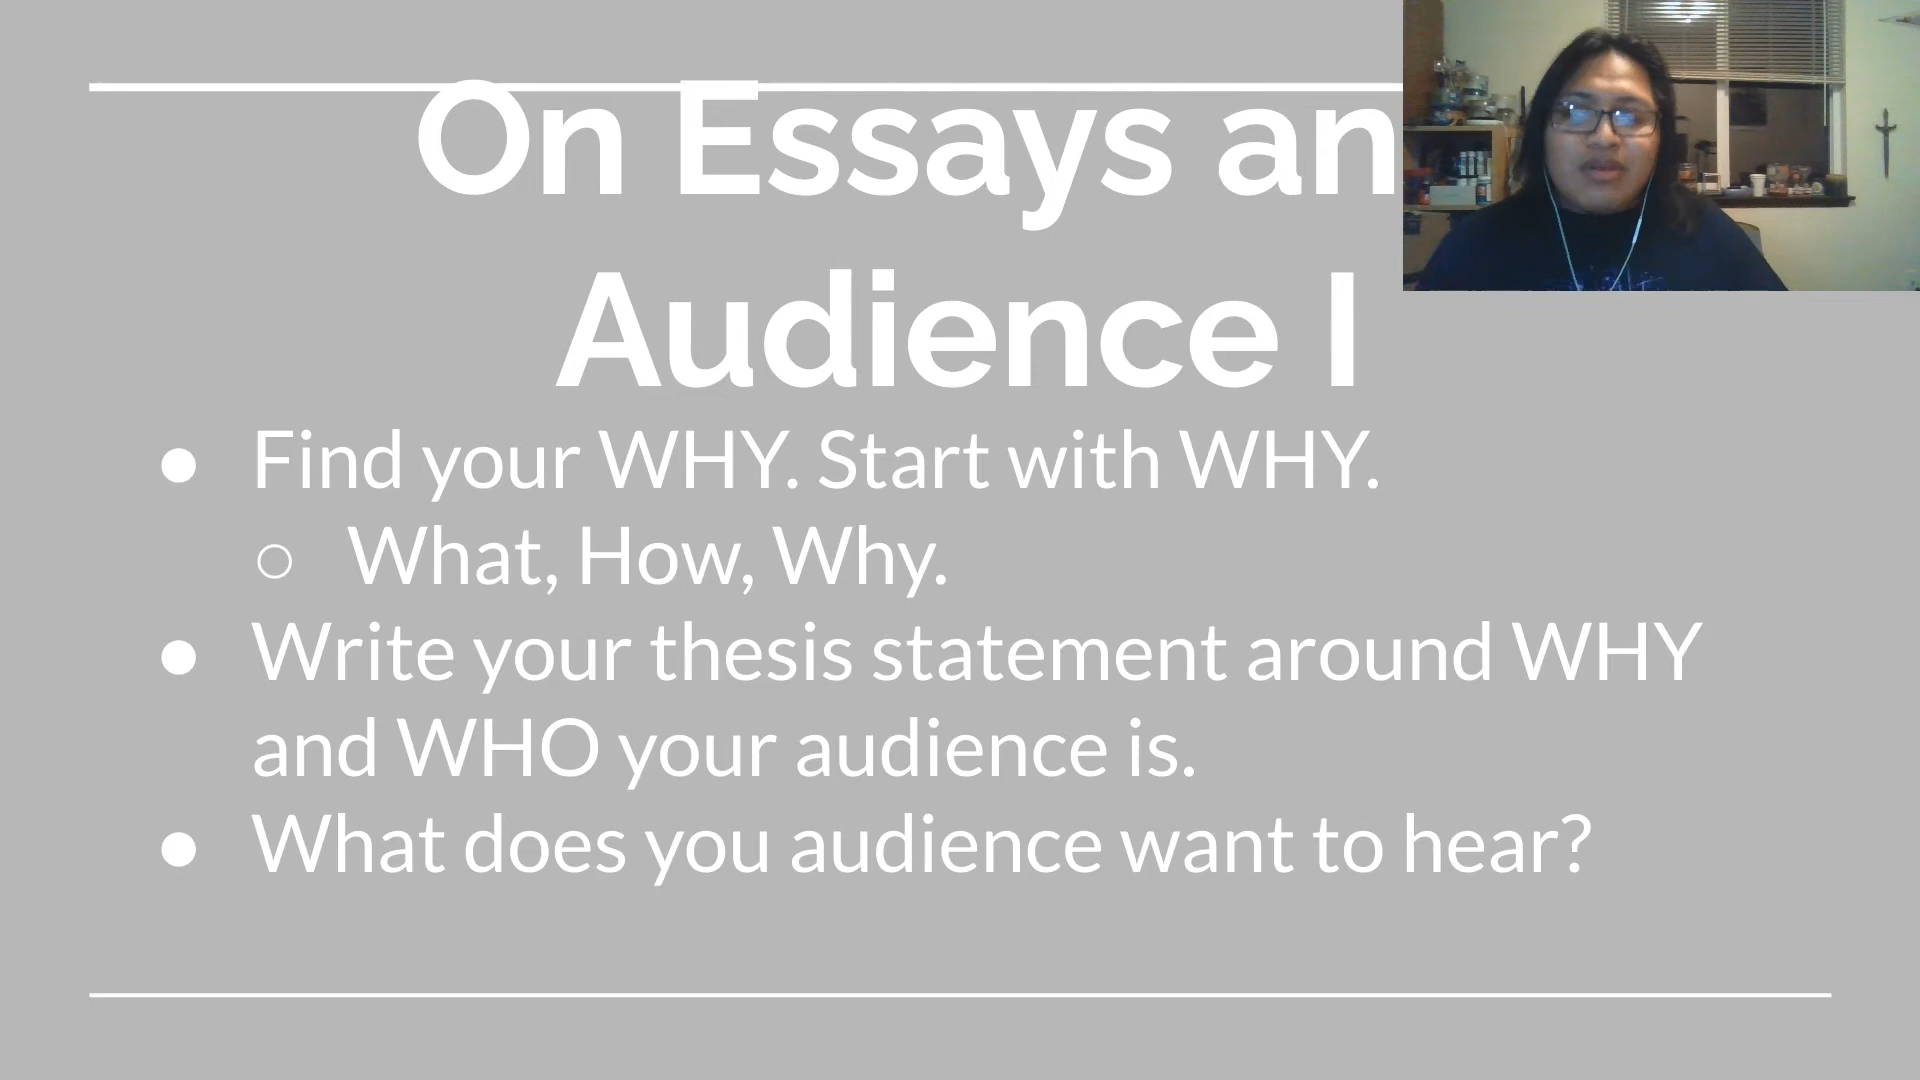 On Essays an
Audience I
● Find your WHY. Start with WHY.
○ What, How, Why.
● Write your thesis statement around WHY
and WHO your audience is.
● What does you audience want to hear?